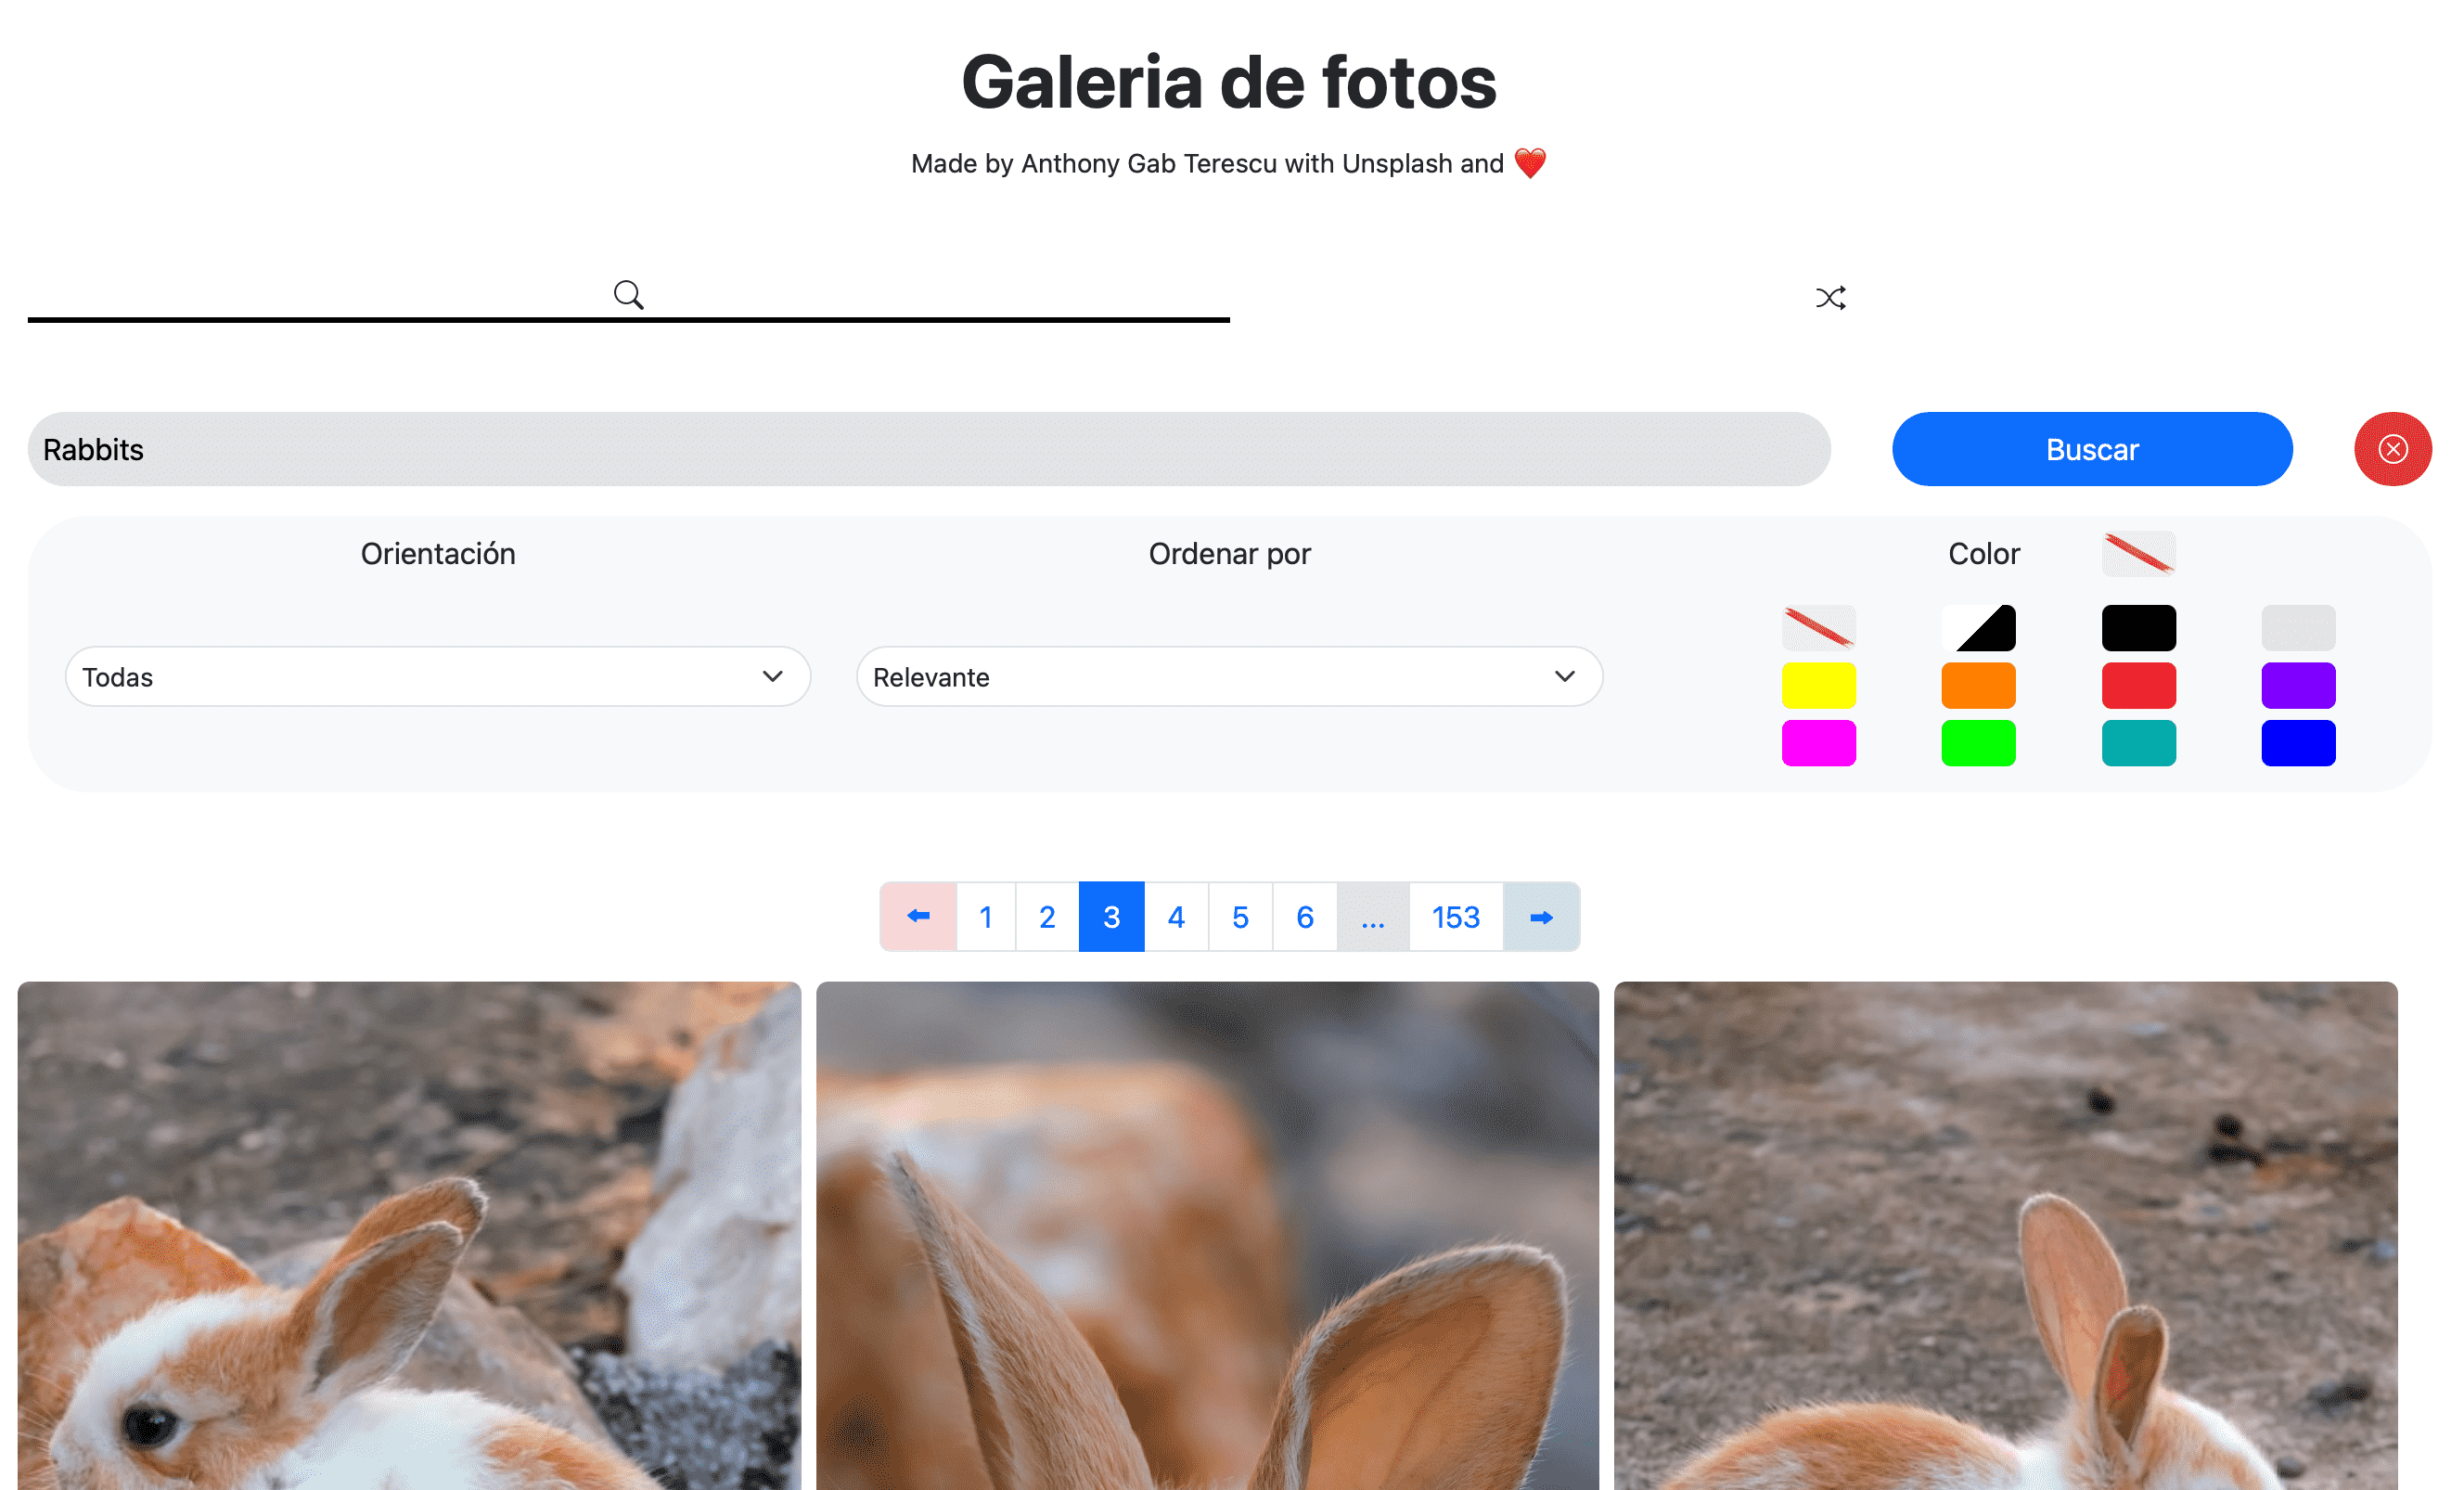 Galeria de fotos
Made by Anthony Gab Terescu with Unsplash and ❤️
Rabbits
Buscar
Orientación
Ordenar por
Color
Todas
Relevante
1 2 3 4 5 6 ... 153